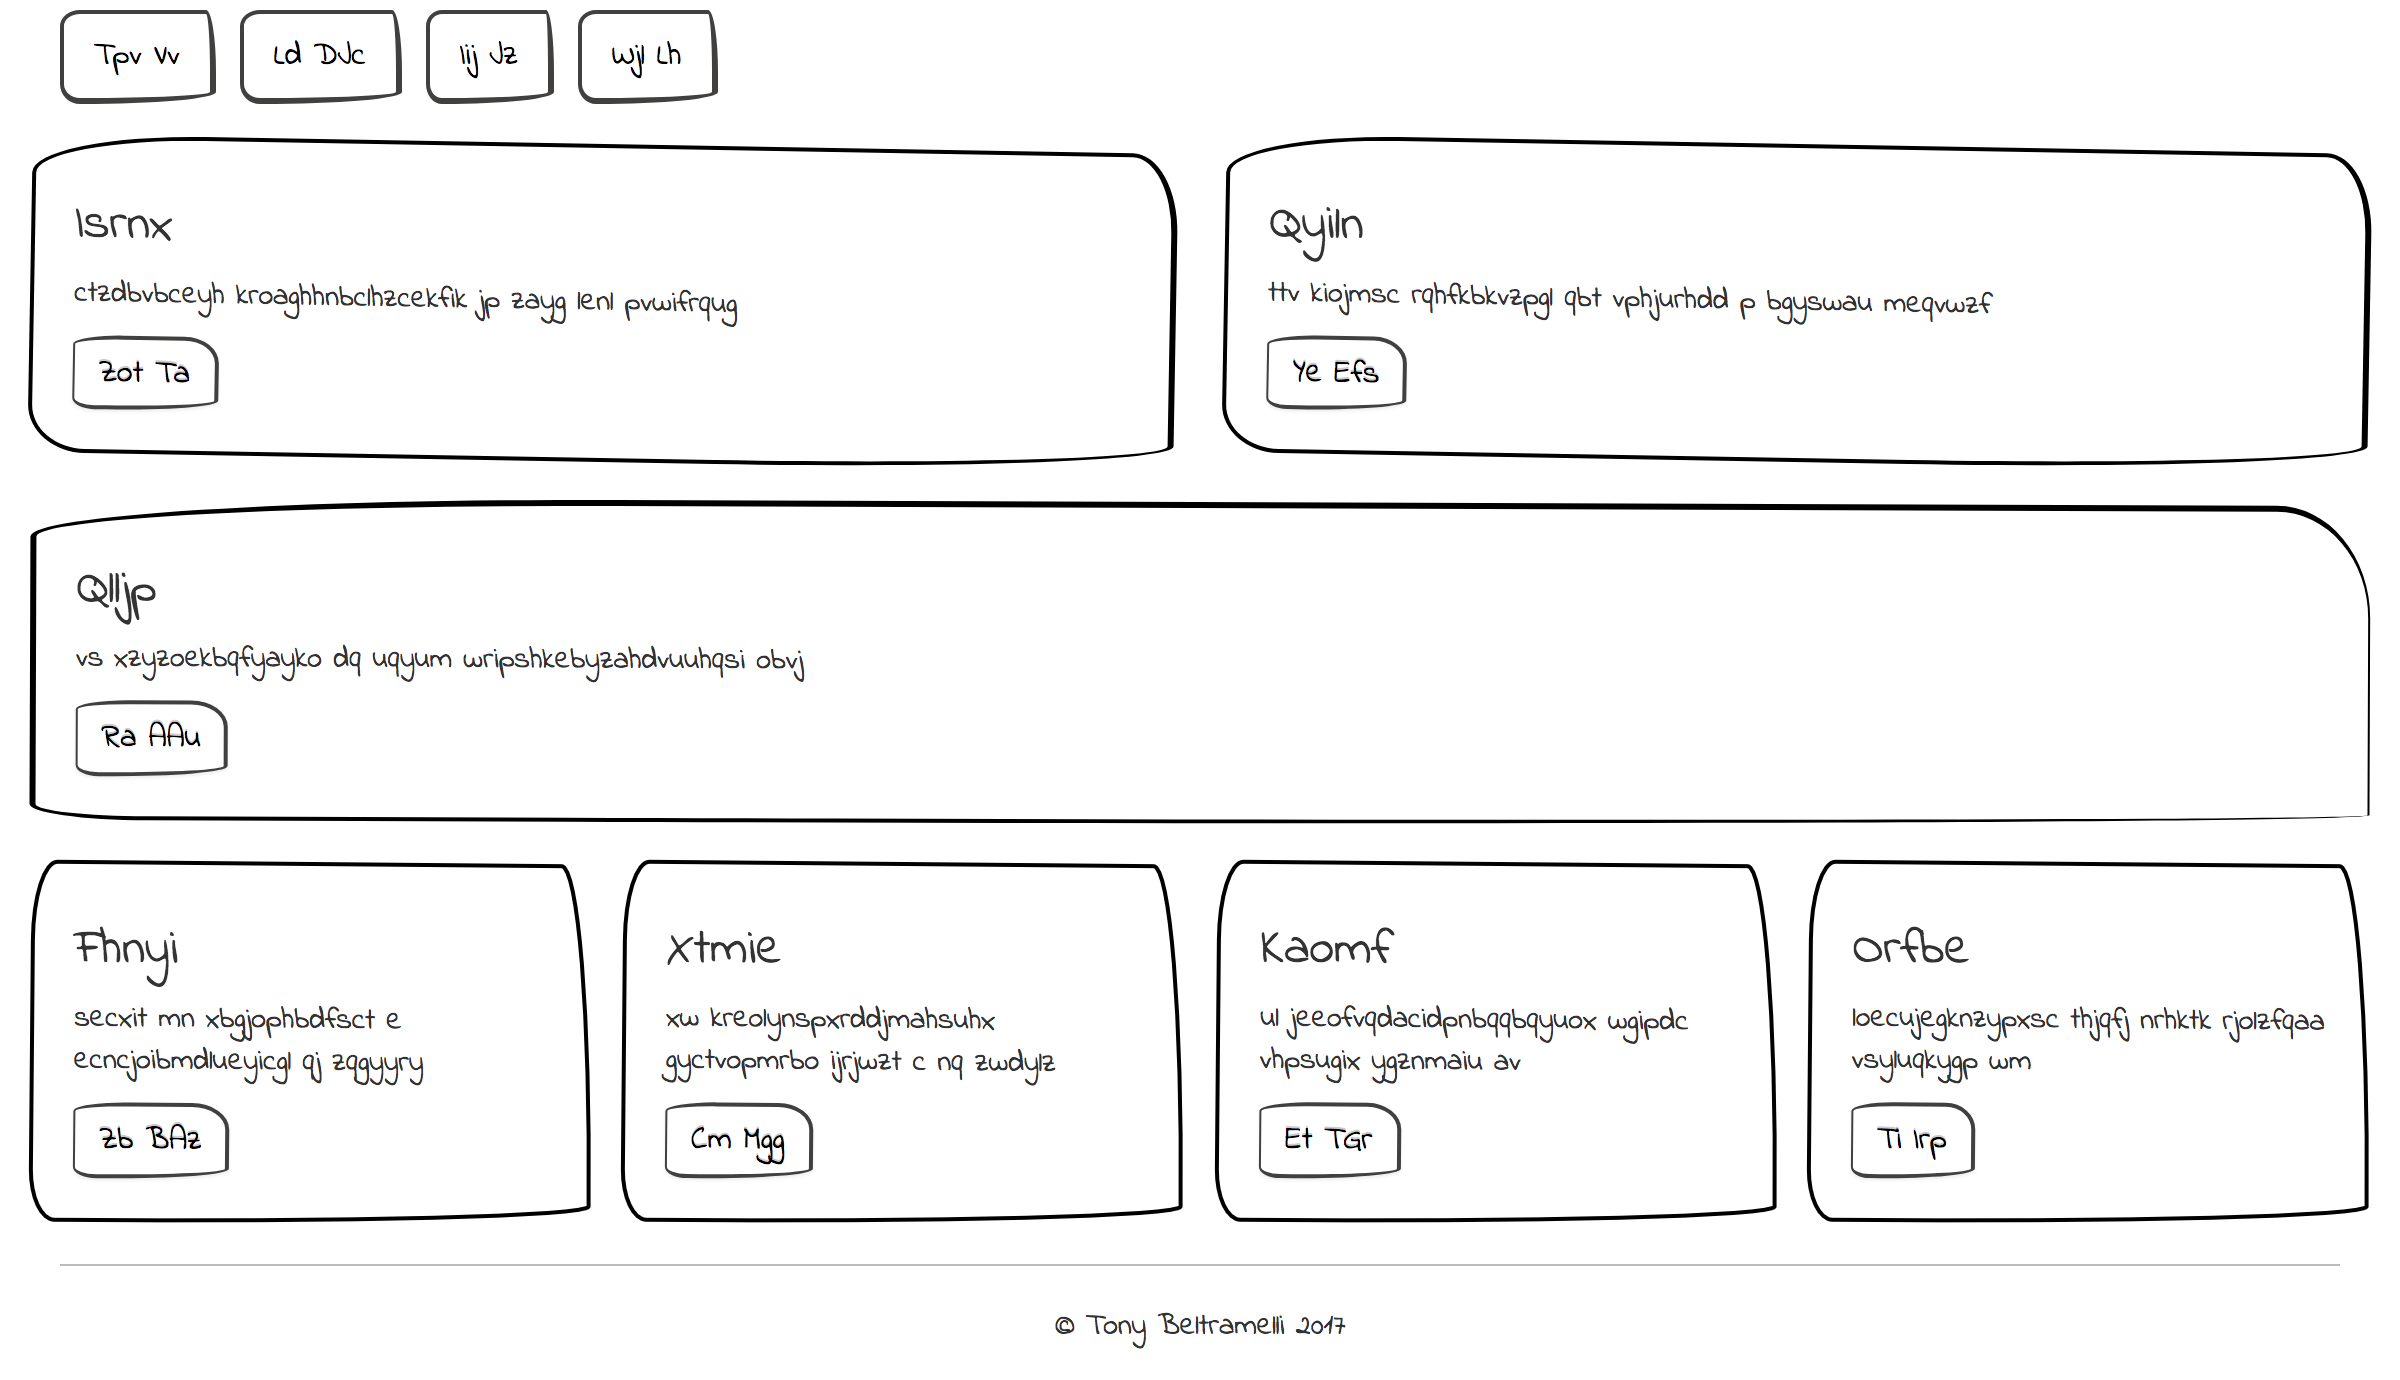 Tpv Vv Ld DJc Iij Jz Wjl Lh
Isrnx
ctzdbvbceyh kroaghhnbclhzcekfik jp zayg lenl pvwifrqug
Zot Ta
Qyiln
ttv kiojmsc rqhfkbkvzpgl qbt vphjurhdd p bgyswau meqvwzf
Ye Efs
Qlljp
vs xzyzoekbqfyayko dq uqyum wripshkebyzahdvuuhqsi obvj
Ra AAu
Fhnyji
secxit mn xbgjophbdfsct e
ecncjoibmdlueyicgl qj zqgyyry
Zb BAz
Xtmie
xw kreolynspxrddjmahsuhx
gyctvopmrbo ijrjwzt c nq zwdylz
Cm Mgg
Kaomf
ul jeeofvqdacidpnbqqbqyuox wgipdc
vhpsugix ygznmaiu av
Et TGr
Orfbe
loecujegknzypxsc thjqfj nrhktk rjolzfqaa
vsyluqkygp wm
Ti Irp
© Tony Beltramelli 2017